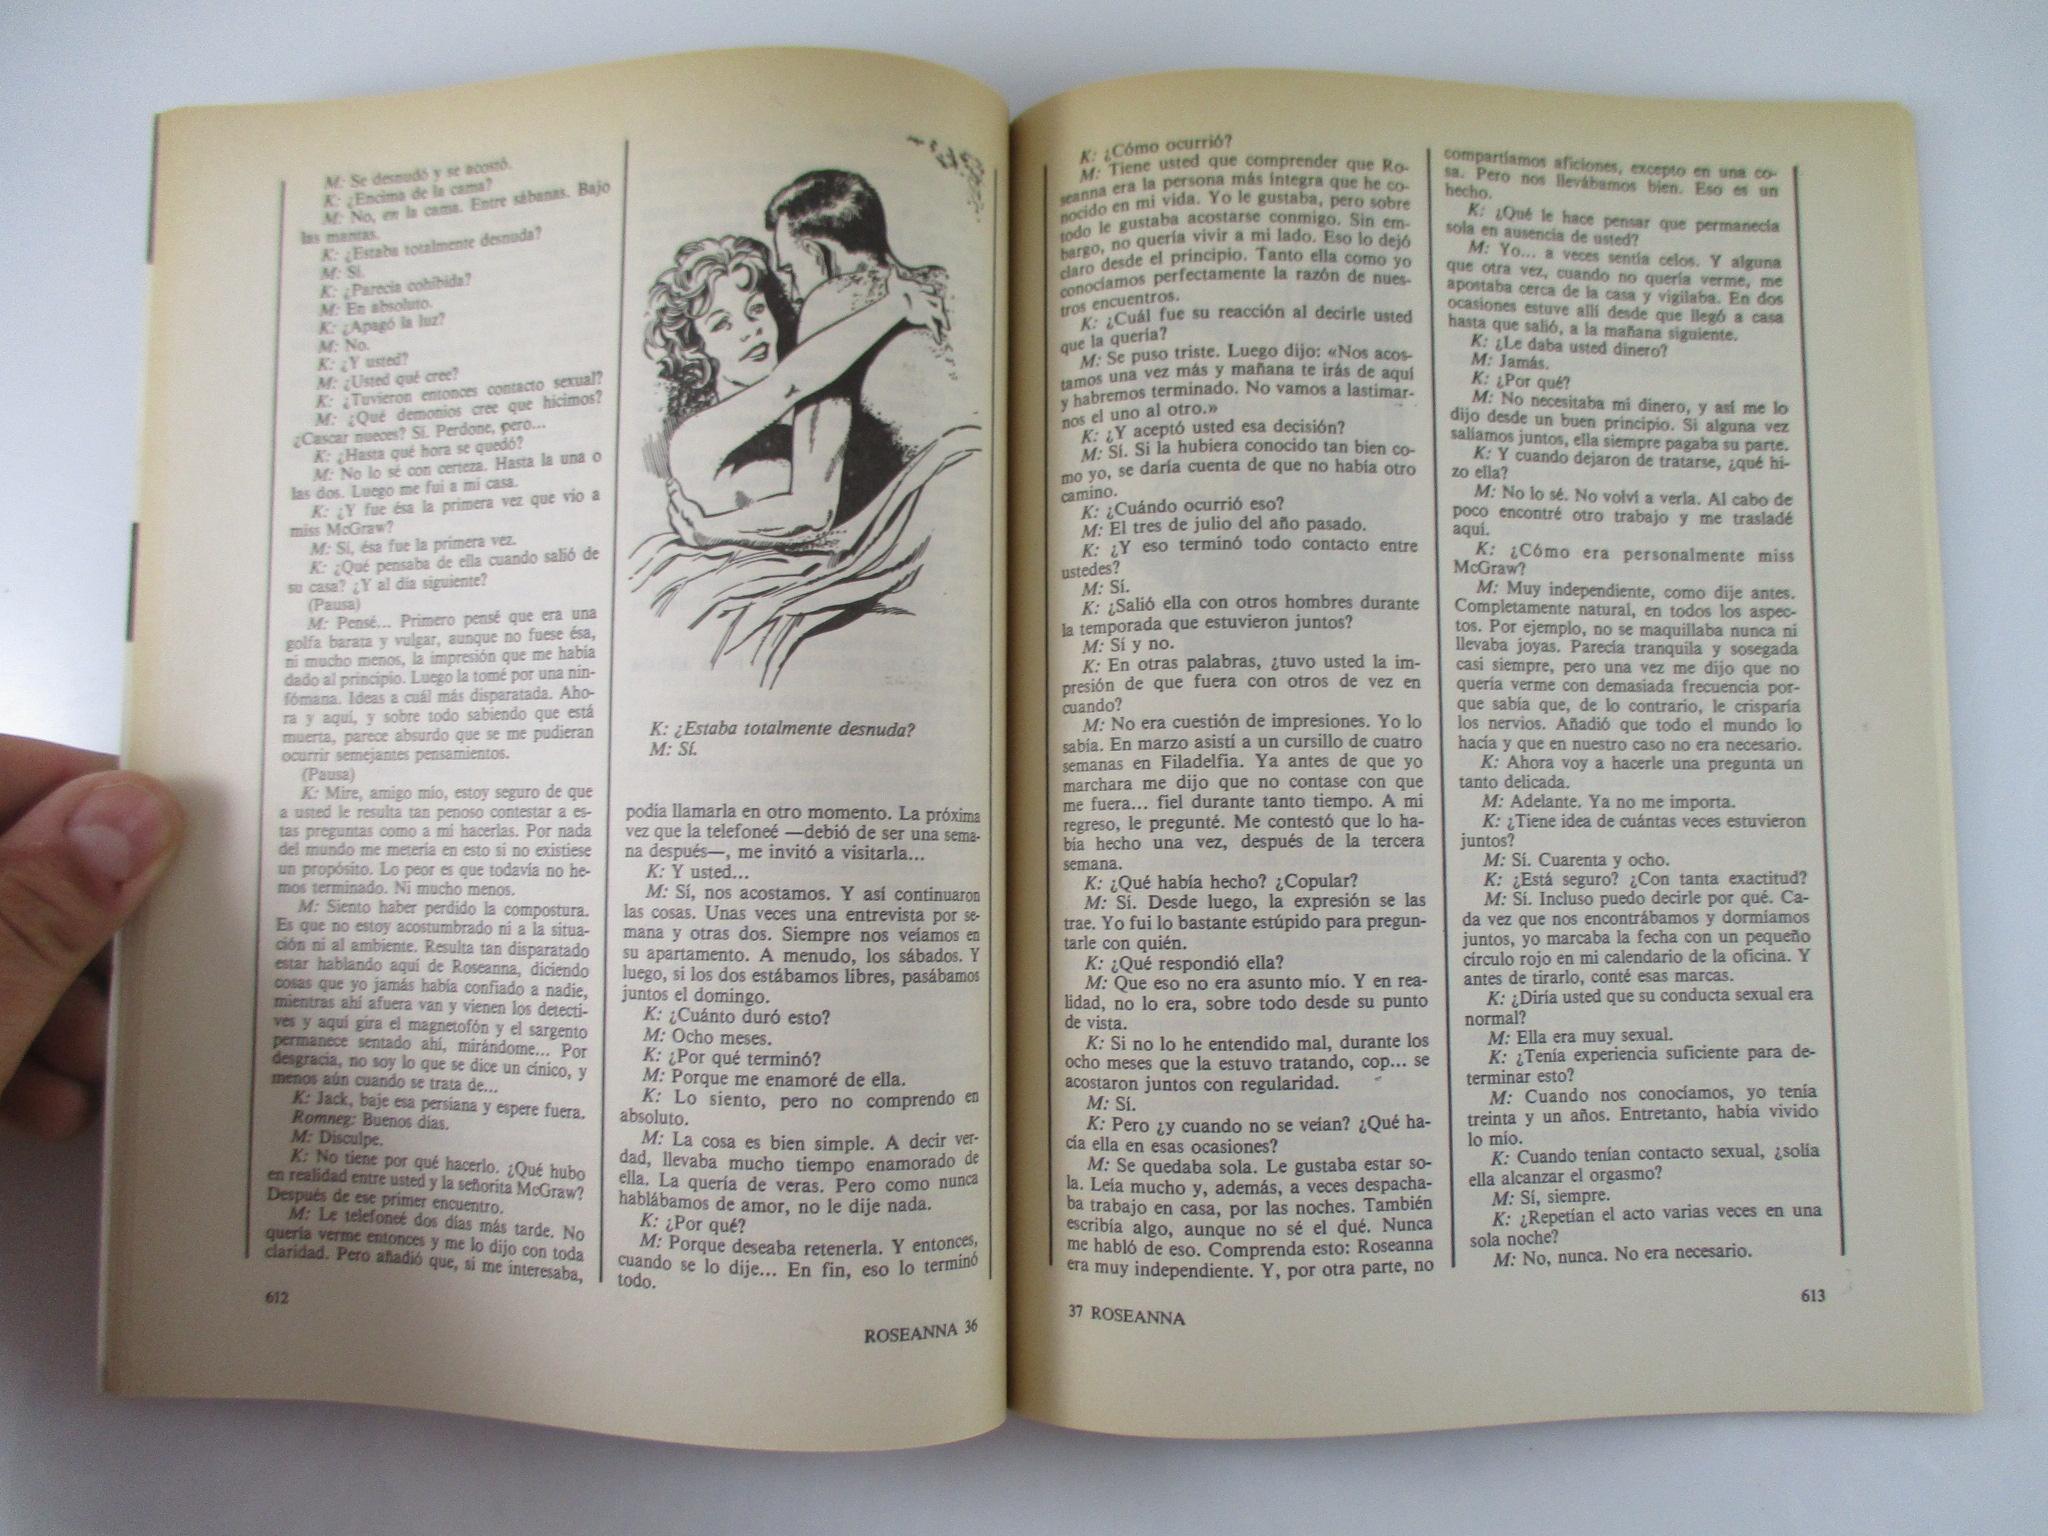 M: Se desnudó y se acostó.
K: ¿Encima de la cama?
M: No, en la cama. Entre sábanas. Bajo
las mantas.
K: ¿Estaba totalmente desnuda?
M: Sí.
K: ¿Parecía cohibida?
M: En absoluto.
K: ¿Apagó la luz?
M: No.
K: ¿Y usted?
M: ¿Usted qué cree?
K: ¿Tuvieron entonces contacto sexual?
M: ¿Qué demonios cree que hicimos?
¿Cascar nueces? Sí. Perdone, pero...
K: ¿Hasta qué hora se quedó?
M: No lo sé con certeza. Hasta la una o
las dos. Luego me fui a mi casa.
K: ¿Y fue ésa la primera vez que vio a
miss McGraw?
M: Sí, ésa fue la primera vez.
K: ¿Qué pensaba de ella cuando salió de
su casa? ¿Y al día siguiente?
(Pausa)
M: Pensé... Primero pensé que era una
golfa barata y vulgar, aunque no fuese ésa,
ni mucho menos, la impresión que me había
dado al principio. Luego la tomé por una nin-
fómana. Ideas a cuál más disparatada. Aho-
ra y aquí, y sobre todo sabiendo que está
muerta, parece absurdo que se me pudieran
ocurrir semejantes pensamientos.
(Pausa)
K: Mire, amigo mío, estoy seguro de que
a usted le resulta tan penoso contestar a es-
tas preguntas como a mí hacerlas. Por nada
del mundo me metería en esto si no existiese
un propósito. Lo peor es que todavía no he-
mos terminado. Ni mucho menos.
M: Siento haber perdido la compostura.
Es que no estoy acostumbrado ni a la situa-
ción ni al ambiente. Resulta tan disparatado
estar hablando aquí de Roseanna, diciendo
cosas que yo jamás había confiado a nadie,
mientras ahí afuera van y vienen los detecti-
ves y aquí gira el magnetofón y el sargento
permanece sentado ahí, mirándome... Por
desgracia, no soy lo que se dice un cínico, y
menos aún cuando se trata de...
K: Jack, baje esa persiana y espere fuera.
Romneg: Buenos días.
M: Disculpe.
K: No tiene por qué hacerlo. ¿Qué hubo
en realidad entre usted y la señorita McGraw?
Después de ese primer encuentro.
M: Le telefoneé dos días más tarde. No
quería verme entonces y me lo dijo con toda
claridad. Pero añadió que, si me interesaba,
612
K: ¿Estaba totalmente desnuda?
M: Sí.
podía llamarla en otro momento. La próxima
vez que la telefoneé —debió de ser una sema-
na después—, me invitó a visitarla...
K: Y usted...
M: Sí, nos acostamos. Y así continuaron
las cosas. Unas veces una entrevista por se-
mana y otras dos. Siempre nos veíamos en
su apartamento. A menudo, los sábados. Y
luego, si los dos estábamos libres, pasábamos
juntos el domingo.
K: ¿Cuánto duró esto?
M: Ocho meses.
K: ¿Por qué terminó?
M: Porque me enamoré de ella.
K: Lo siento, pero no comprendo en
absoluto.
M: La cosa es bien simple. A decir ver-
dad, llevaba mucho tiempo enamorado de
ella. La quería de veras. Pero como nunca
hablábamos de amor, no le dije nada.
K: ¿Por qué?
M: Porque deseaba retenerla. Y entonces,
cuando se lo dije... En fin, eso lo terminó
todo.
ROSEANNA 36
K: ¿Cómo ocurrió?
M: Tiene usted que comprender que Ro-
seanna era la persona más íntegra que he co-
nocido en mi vida. Yo le gustaba, pero sobre
todo le gustaba acostarse conmigo. Sin em-
bargo, no quería vivir a mi lado. Eso lo dejó
claro desde el principio. Tanto ella como yo
conocíamos perfectamente la razón de nues-
tros encuentros.
K: ¿Cuál fue su reacción al decirle usted
que la quería?
M: Se puso triste. Luego dijo: «Nos acos-
tamos una vez más y mañana te irás de aquí
y habremos terminado. No vamos a lastimar-
nos el uno al otro.»
K: ¿Y aceptó usted esa decisión?
M: Sí. Si la hubiera conocido tan bien co-
mo yo, se daría cuenta de que no había otro
camino.
K: ¿Cuándo ocurrió eso?
M: El tres de julio del año pasado.
K: ¿Y eso terminó todo contacto entre
ustedes?
M: Sí.
K: ¿Salió ella con otros hombres durante
la temporada que estuvieron juntos?
M: Sí y no.
K: En otras palabras, ¿tuvo usted la im-
presión de que fuera con otros de vez en
cuando?
M: No era cuestión de impresiones. Yo lo
sabía. En marzo asistí a un cursillo de cuatro
semanas en Filadelfia. Ya antes de que yo
marchara me dijo que no contase con que
me fuera... fiel durante tanto tiempo. A mi
regreso, le pregunté. Me contestó que lo ha-
bía hecho una vez, después de la tercera
semana.
K: ¿Qué había hecho? ¿Copular?
M: Sí. Desde luego, la expresión se las
trae. Yo fui lo bastante estúpido para pregun-
tarle con quién.
K: ¿Qué respondió ella?
M: Que eso no era asunto mío. Y en rea-
lidad, no lo era, sobre todo desde su punto
de vista.
K: Si no lo he entendido mal, durante los
ocho meses que la estuvo tratando, cop... se
acostaron juntos con regularidad.
M: Sí.
K: Pero ¿y cuando no se veían? ¿Qué ha-
cía ella en esas ocasiones?
M: Se quedaba sola. Le gustaba estar so-
la. Leía mucho y, además, a veces despacha-
ba trabajo en casa, por las noches. También
escribía algo, aunque no sé el qué. Nunca
me habló de eso. Comprenda esto: Roseanna
era muy independiente. Y, por otra parte, no
37 ROSEANNA
compartíamos aficiones, excepto en una co-
sa. Pero nos llevábamos bien. Eso es un
hecho.
K: ¿Qué le hace pensar que permanecía
sola en ausencia de usted?
M: Yo... a veces sentía celos. Y alguna
que otra vez, cuando no quería verme, me
apostaba cerca de la casa y vigilaba. En dos
ocasiones estuve allí desde que llegó a casa
hasta que salió, a la mañana siguiente.
K: ¿Le daba usted dinero?
M: Jamás.
K: ¿Por qué?
M: No necesitaba mi dinero, y así me lo
dijo desde un buen principio. Si alguna vez
salíamos juntos, ella siempre pagaba su parte.
K: Y cuando dejaron de tratarse, ¿qué hi-
zo ella?
M: No lo sé. No volví a verla. Al cabo de
poco encontré otro trabajo y me trasladé
aquí.
K: ¿Cómo era personalmente miss
McGraw?
M: Muy independiente, como dije antes.
Completamente natural, en todos los aspec-
tos. Por ejemplo, no se maquillaba nunca ni
llevaba joyas. Parecía tranquila y sosegada
casi siempre, pero una vez me dijo que no
quería verme con demasiada frecuencia por-
que sabía que, de lo contrario, le crisparía
los nervios. Añadió que todo el mundo lo
hacía y que en nuestro caso no era necesario.
K: Ahora voy a hacerle una pregunta un
tanto delicada.
M: Adelante. Ya no me importa.
K: ¿Tiene idea de cuántas veces estuvieron
juntos?
M: Sí. Cuarenta y ocho.
K: ¿Está seguro? ¿Con tanta exactitud?
M: Sí. Incluso puedo decirle por qué. Ca-
da vez que nos encontrábamos y dormíamos
juntos, yo marcaba la fecha con un pequeño
círculo rojo en mi calendario de la oficina. Y
antes de tirarlo, conté esas marcas.
K: ¿Diría usted que su conducta sexual era
normal?
M: Ella era muy sexual.
K: ¿Tenía experiencia suficiente para de-
terminar esto?
M: Cuando nos conocíamos, yo tenía
treinta y un años. Entretanto, había vivido
lo mío.
K: Cuando tenían contacto sexual, ¿solía
ella alcanzar el orgasmo?
M: Sí, siempre.
K: ¿Repetían el acto varias veces en una
sola noche?
M: No, nunca. No era necesario.
613